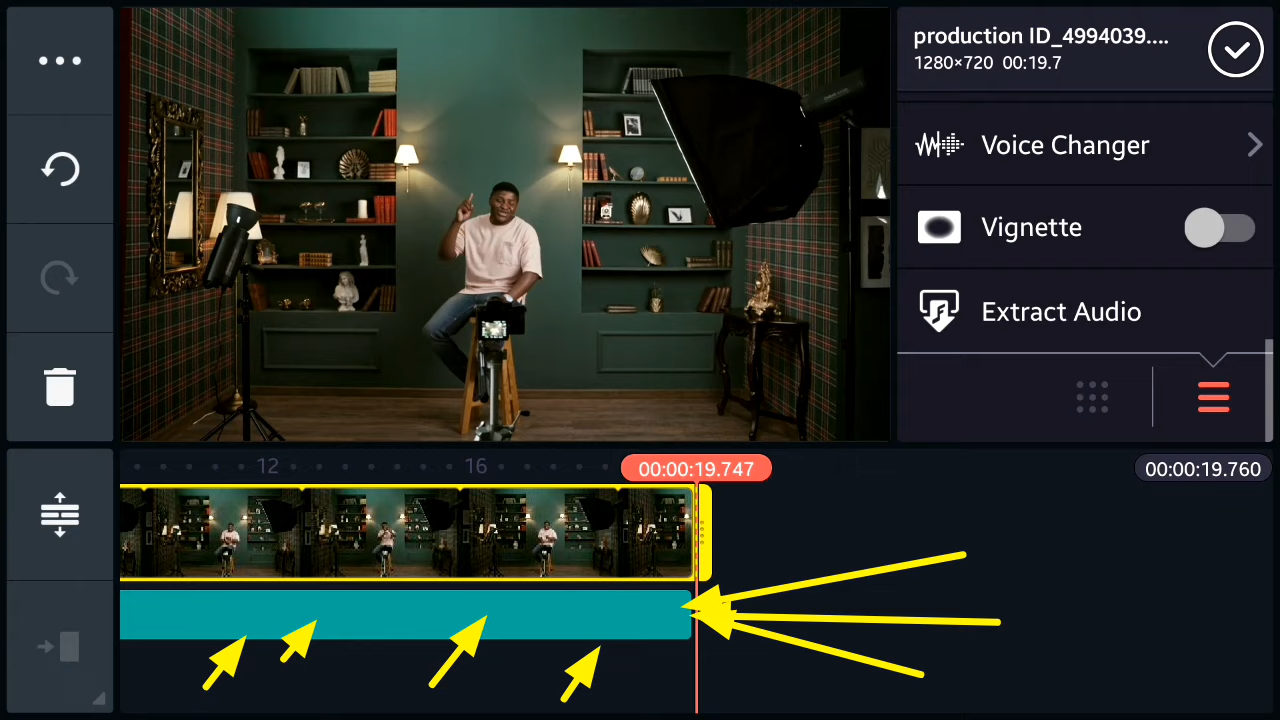 production ID_4994039....
1280×720 00:19.7
Voice Changer
Vignette
Extract Audio
12
16
00:00:19.747
00:00:19.760